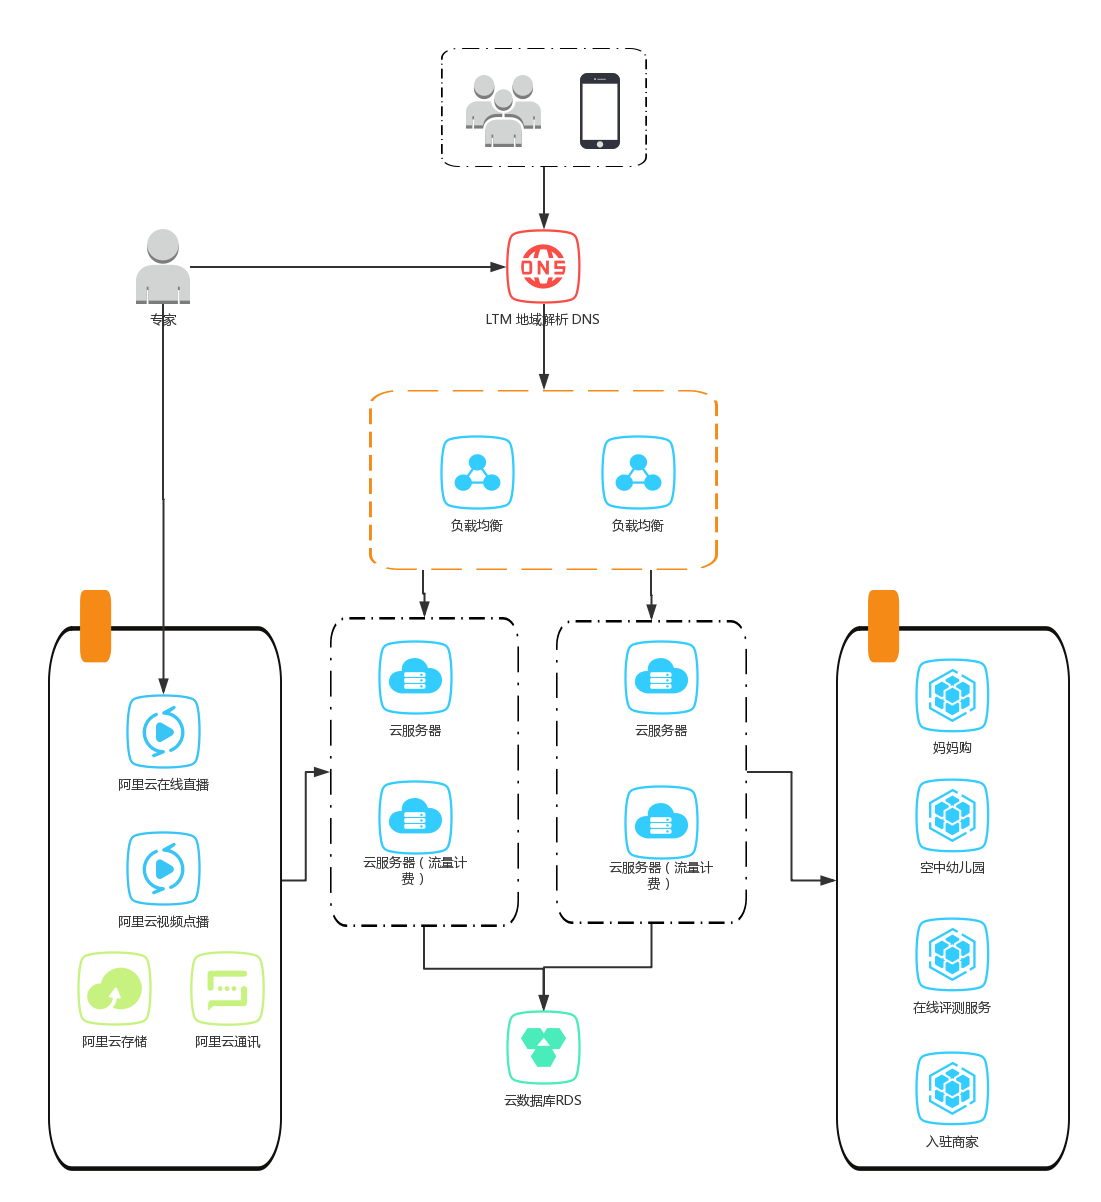 DNS
专家
LTM 地域解析 DNS
负载均衡
负载均衡
云服务器
云服务器
妈妈购
阿里云在线直播
云服务器（流量计
费）
云服务器（流量计
费）
空中幼儿园
阿里云视频点播
在线评测服务
阿里云存储
阿里云通讯
云数据库RDS
入驻商家